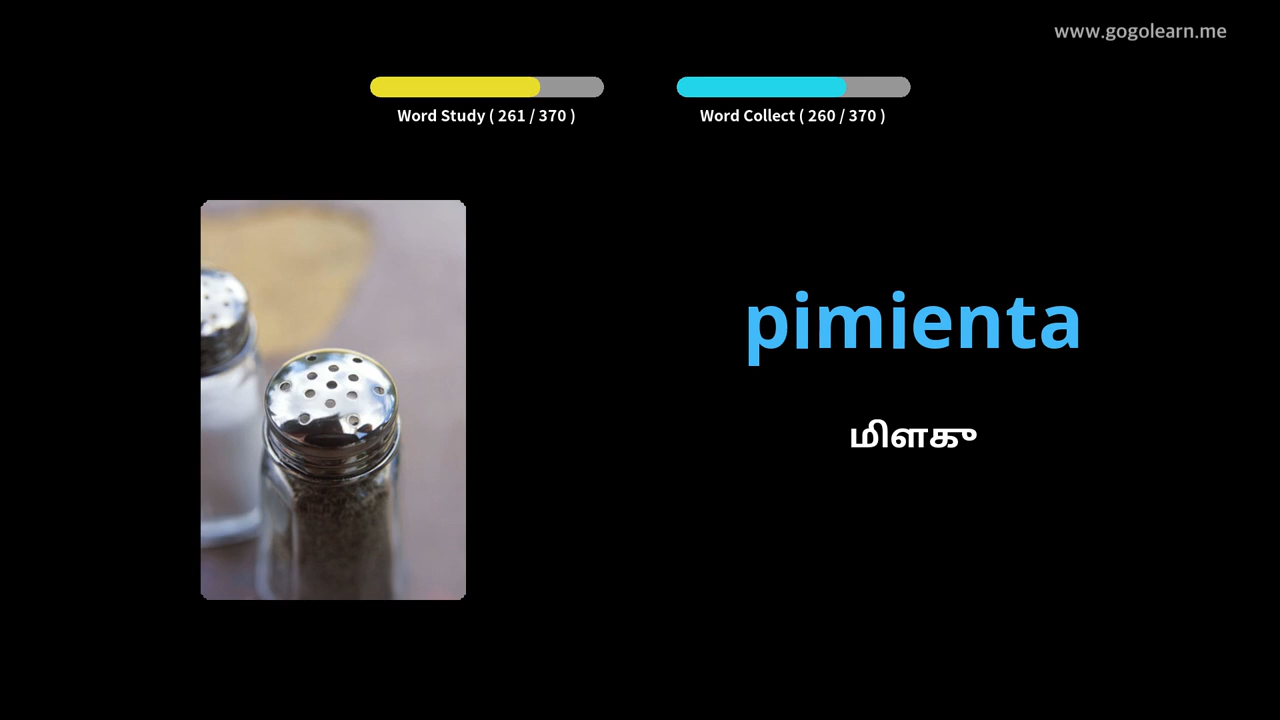 www.gogolearn.me
Word Study ( 261 / 370 )
Word Collect ( 260 / 370 )
pimienta
மிளகு